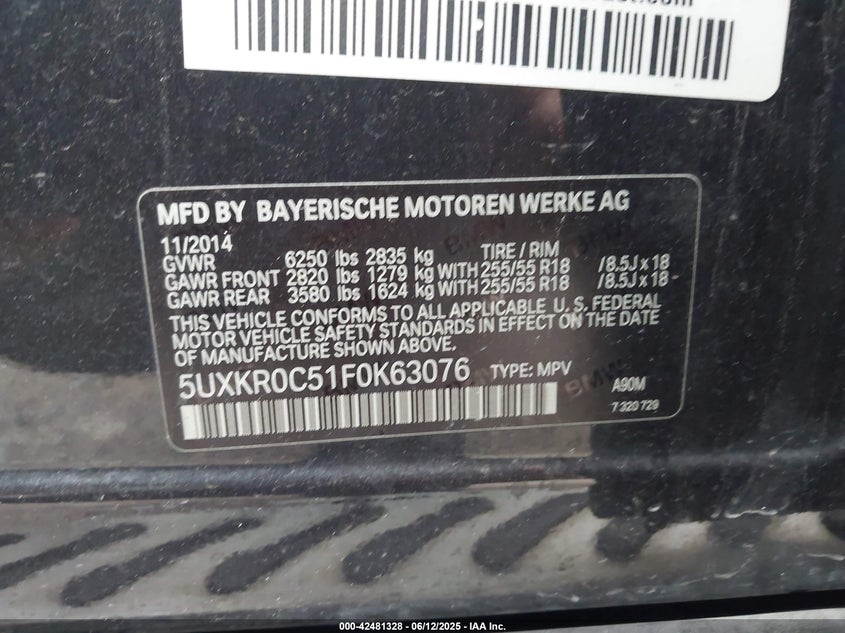 MFD BY BAYERISCHE MOTOREN WERKE AG
11/2014
GVWR 6250 lbs 2835 kg TIRE / RIM
GAWR FRONT 2820 lbs 1279 kg WITH 255/55 R18 /8.5J x 18
GAWR REAR 3580 lbs 1624 kg WITH 255/55 R18 /8.5J x 18
THIS VEHICLE CONFORMS TO ALL APPLICABLE U.S. FEDERAL
MOTOR VEHICLE SAFETY STANDARDS IN EFFECT ON THE DATE
OF MANUFACTURE SHOWN ABOVE.
5UXKR0C51F0K63076 TYPE: MPV A90M
7 320 729
000-42481328 - 06/12/2025 - IAA Inc.